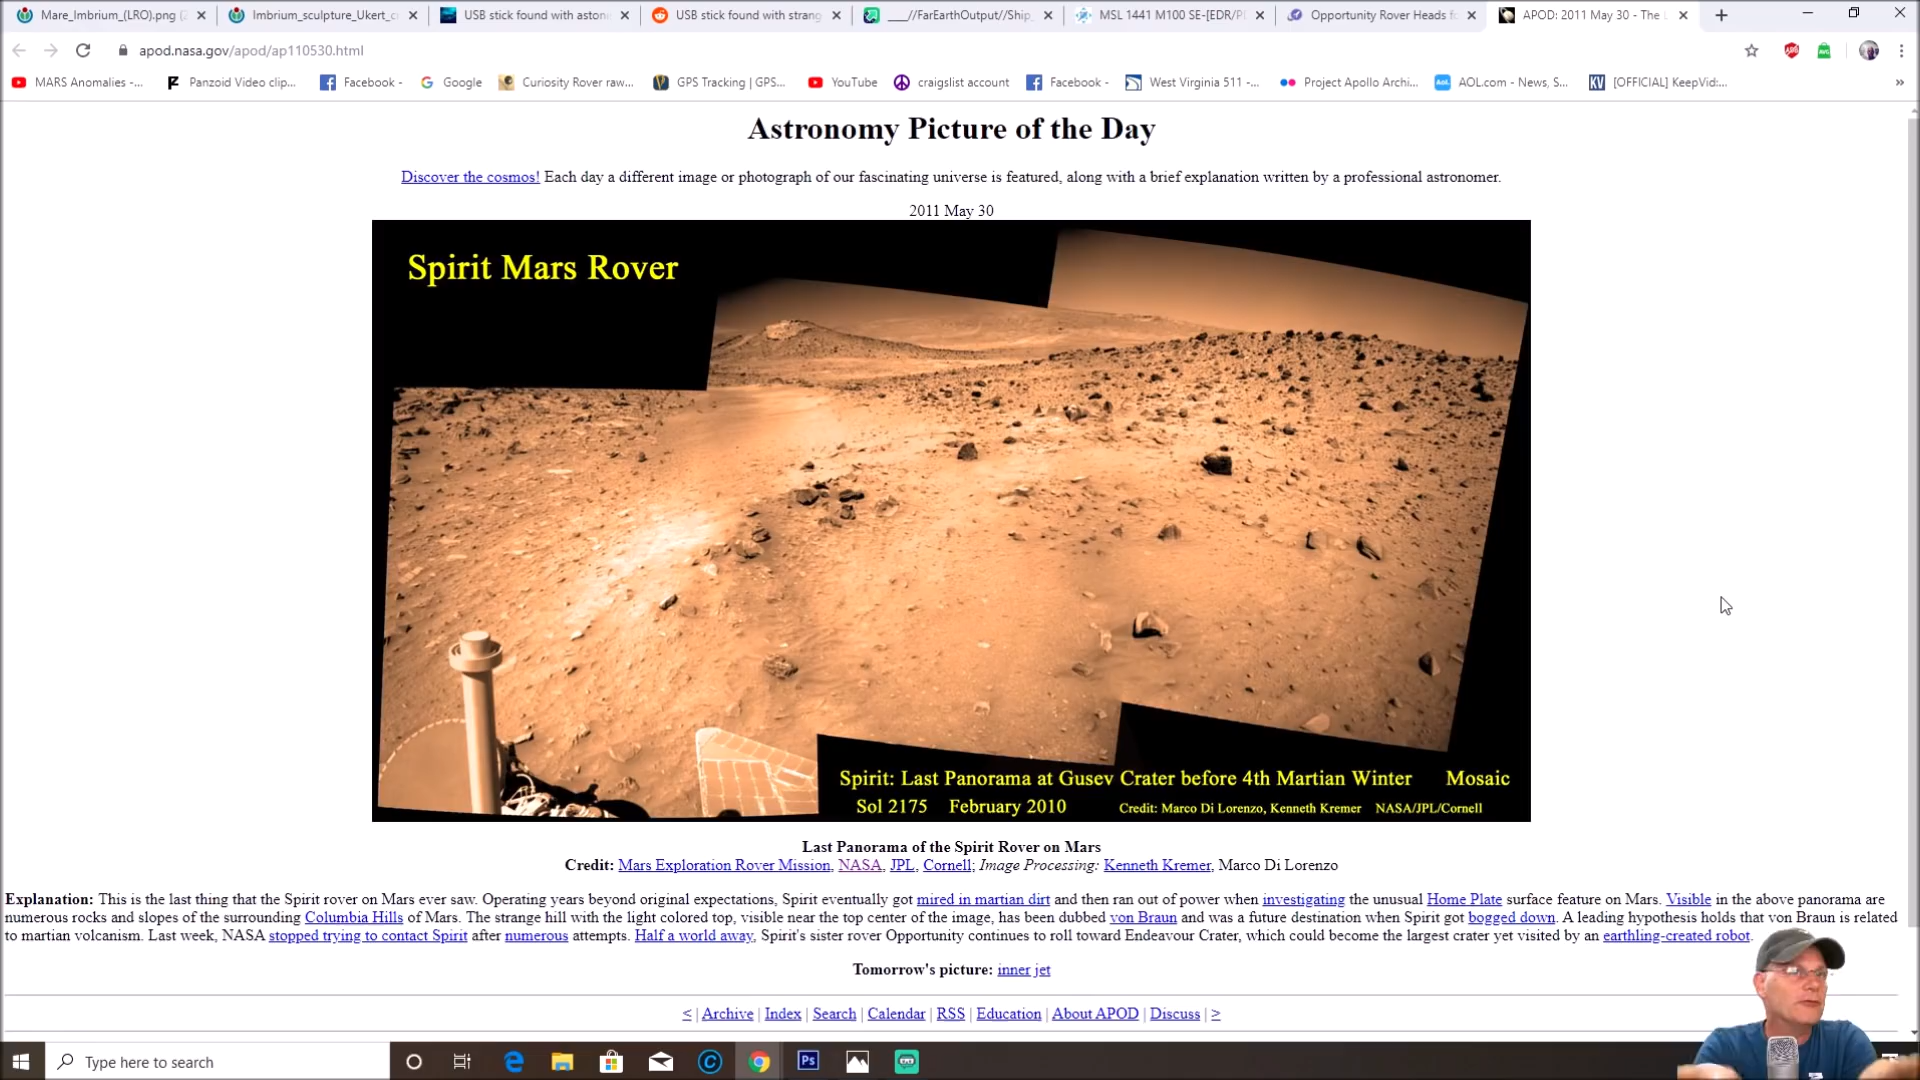 Mare_Imbrium_(LRO).png (2
Imbrium_sculpture_Ukert_c
USB stick found with aston
USB stick found with strang
____//FarEarthOutput//Ship_
MSL 1441 M100 SE-[EDR/P
Opportunity Rover Heads f
APOD: 2011 May 30 - The L
apod.nasa.gov/apod/ap110530.html
MARS Anomalies -...
Panzoid Video clip...
Facebook -
Google
Curiosity Rover raw...
GPS Tracking | GPS...
YouTube
craigslist account
Facebook -
West Virginia 511 -...
Project Apollo Archi...
AOL.com - News, S...
[OFFICIAL] KeepVid:...
»
Astronomy Picture of the Day
Discover the cosmos! Each day a different image or photograph of our fascinating universe is featured, along with a brief explanation written by a professional astronomer.
2011 May 30
Spirit Mars Rover
Spirit: Last Panorama at Gusev Crater before 4th Martian Winter Mosaic
Sol 2175 February 2010 Credit: Marco Di Lorenzo, Kenneth Kremer NASA/JPL/Cornell
Last Panorama of the Spirit Rover on Mars
Credit: Mars Exploration Rover Mission, NASA, JPL, Cornell; Image Processing: Kenneth Kremer, Marco Di Lorenzo
Explanation: This is the last thing that the Spirit rover on Mars ever saw. Operating years beyond original expectations, Spirit eventually got mired in martian dirt and then ran out of power when investigating the unusual Home Plate surface feature on Mars. Visible in the above panorama are
numerous rocks and slopes of the surrounding Columbia Hills of Mars. The strange hill with the light colored top, visible near the top center of the image, has been dubbed von Braun and was a future destination when Spirit got bogged down. A leading hypothesis holds that von Braun is related
to martian volcanism. Last week, NASA stopped trying to contact Spirit after numerous attempts. Half a world away, Spirit's sister rover Opportunity continues to roll toward Endeavour Crater, which could become the largest crater yet visited by an earthling-created robot.
Tomorrow's picture: inner jet
< | Archive | Index | Search | Calendar | RSS | Education | About APOD | Discuss | >
Type here to search